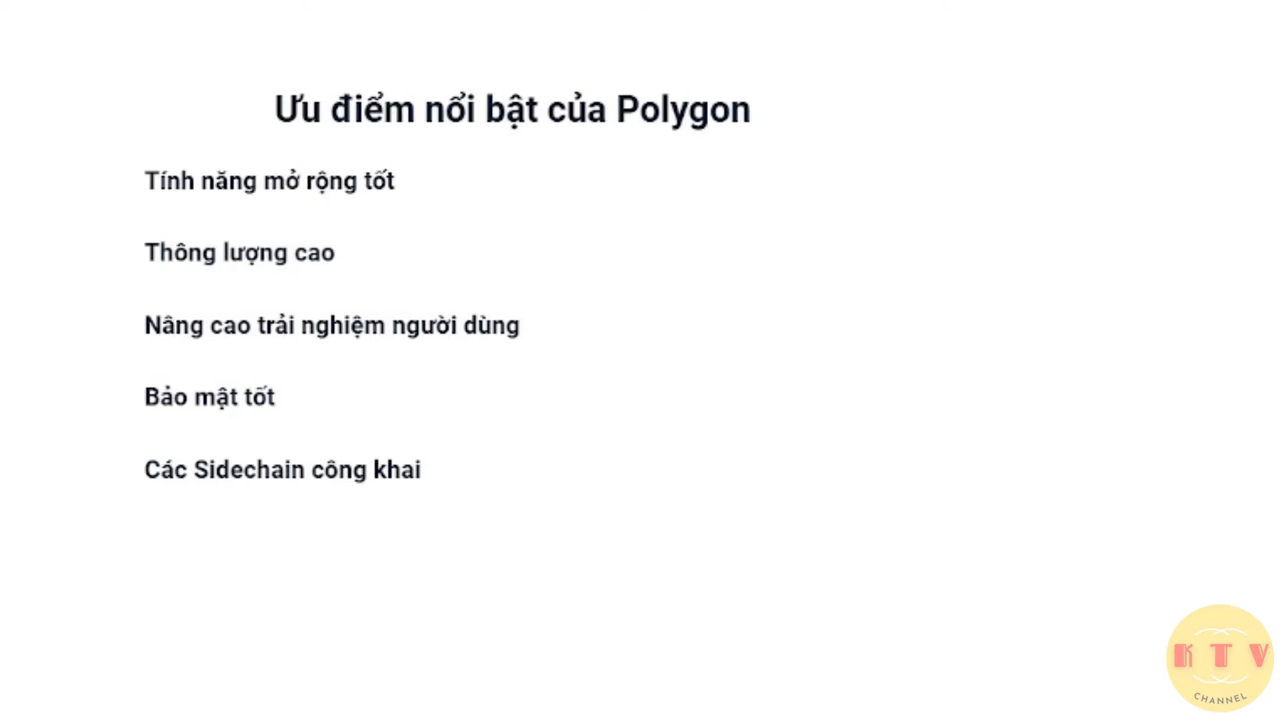 Ưu điểm nổi bật của Polygon
Tính năng mở rộng tốt
Thông lượng cao
Nâng cao trải nghiệm người dùng
Bảo mật tốt
Các Sidechain công khai
KTV
CHANNEL